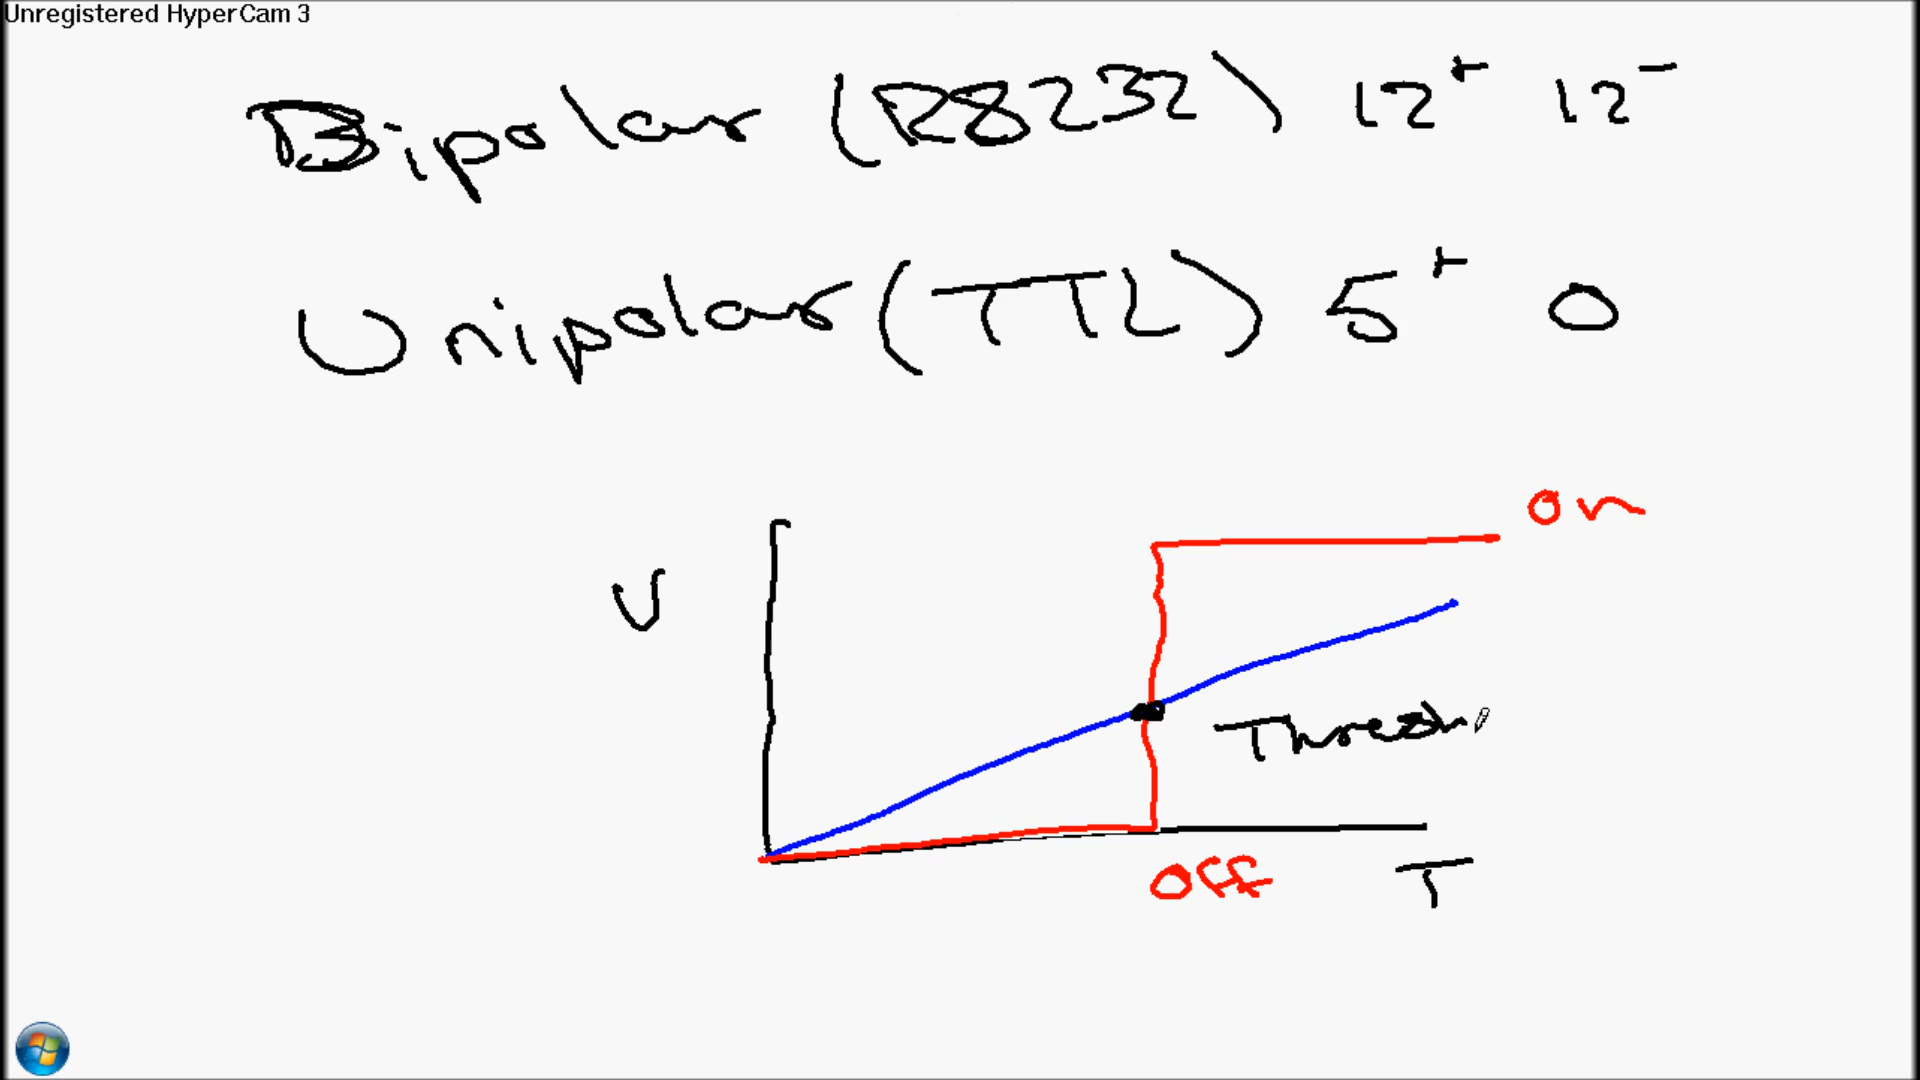 Unregistered HyperCam 3
Bipolar (RS232) 12+ 12-
Unipolar (TTL) 5+ 0
on
V
Thresh
off
T